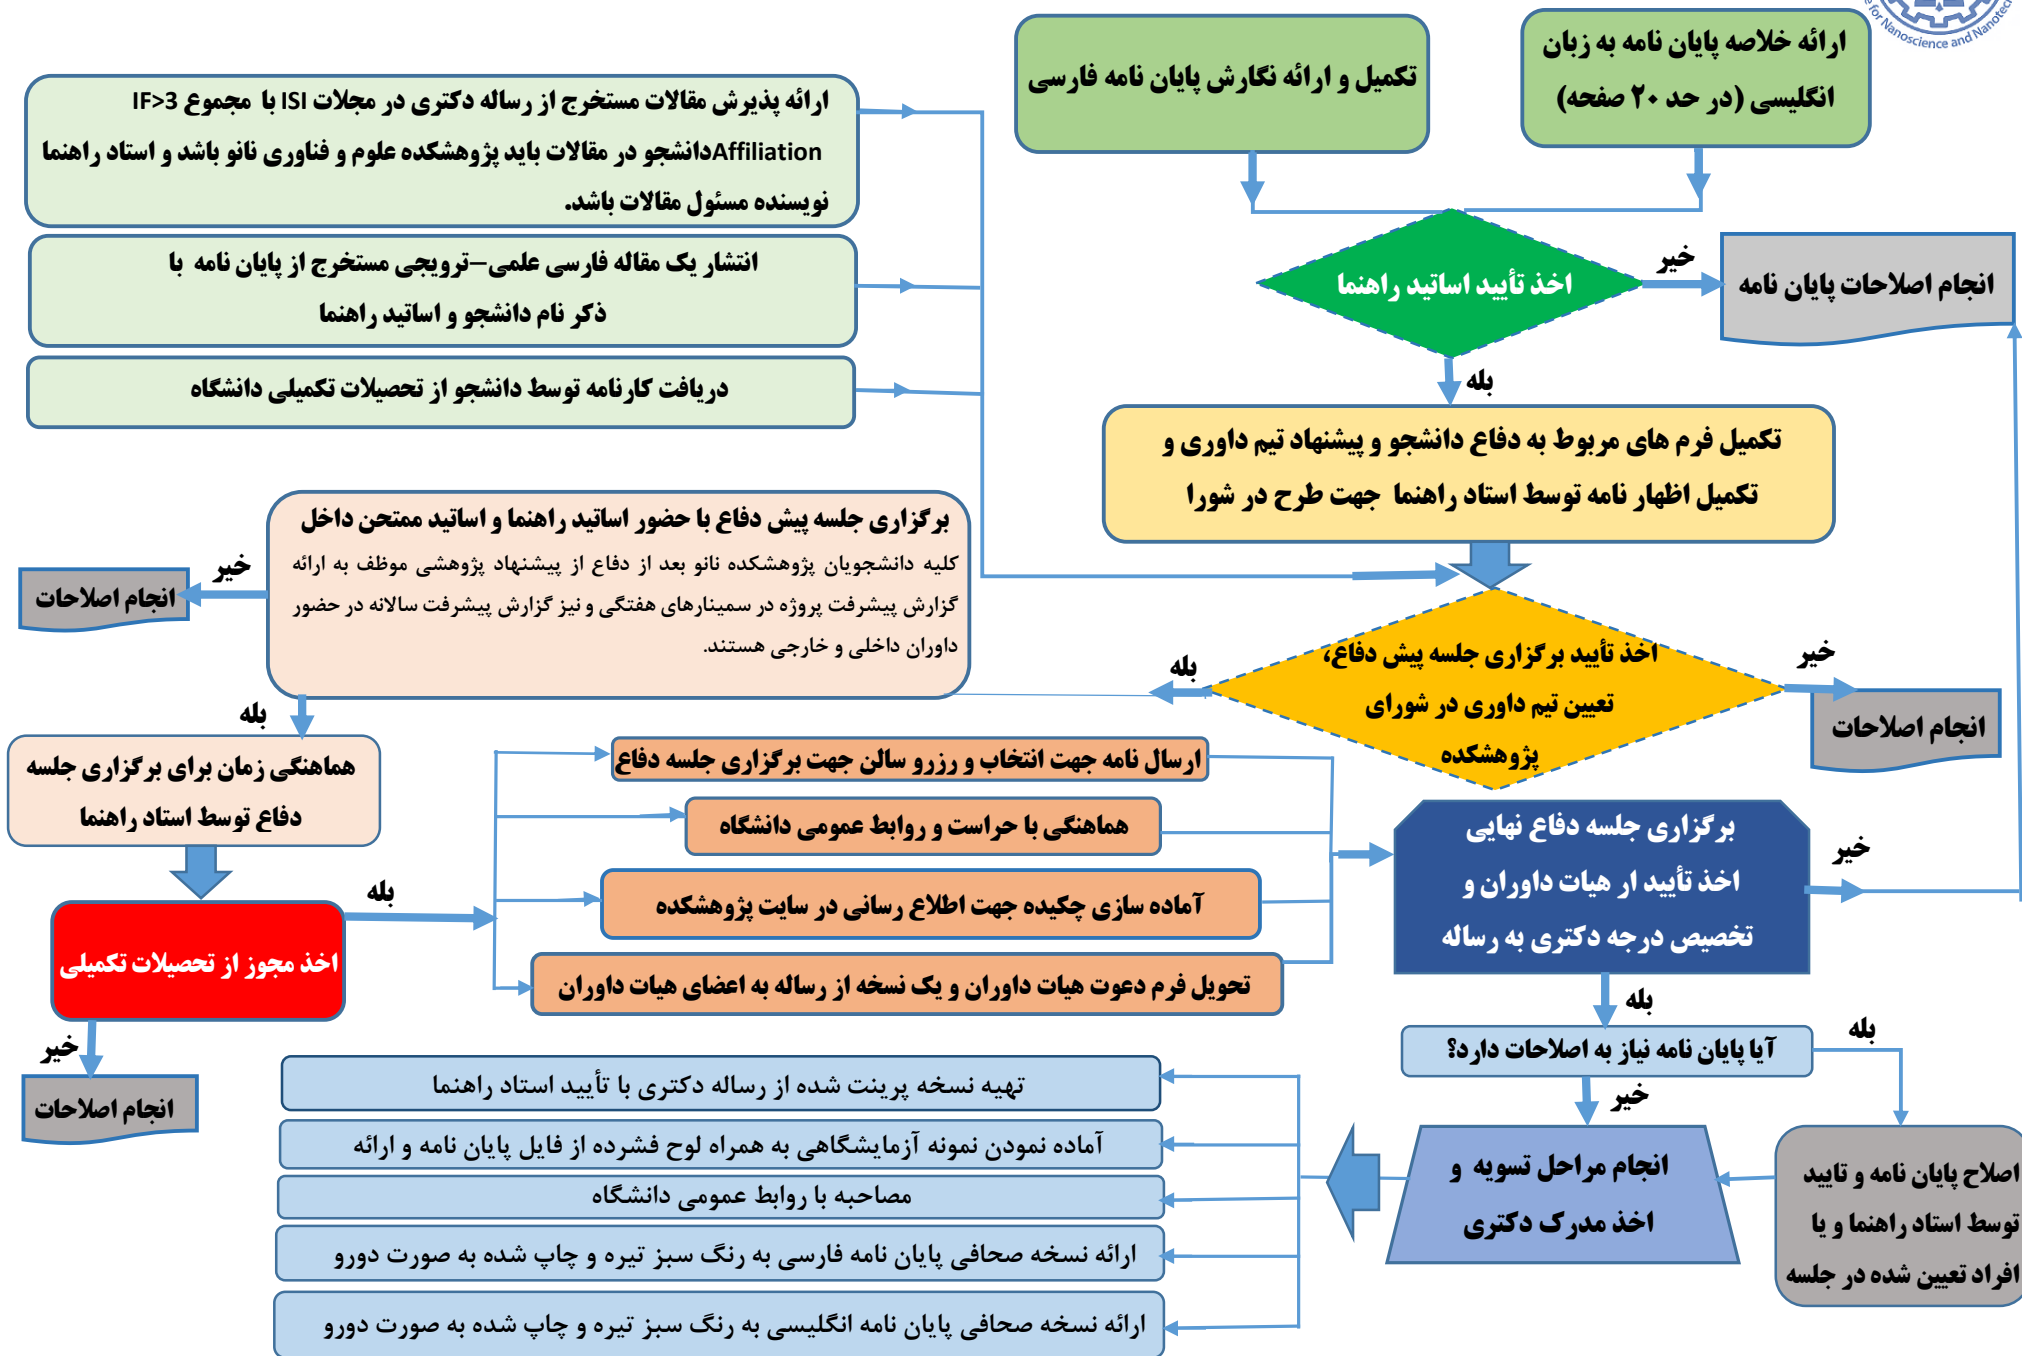 e for Nanoscience and Nanotec
ارائه خلاصه پایان نامه به زبان
انگلیسی (در حد ۲۰ صفحه)
تکمیل و ارائه نگارش پایان نامه فارسی
ارائه پذیرش مقالات مستخرج از رساله دکتری در مجلات ISI با مجموع IF>3
Affiliationدانشجو در مقالات باید پژوهشکده علوم و فناوری نانو باشد و استاد راهنما
نویسنده مسئول مقالات باشد.
انتشار یک مقاله فارسی علمی–ترویجی مستخرج از پایان نامه با
ذکر نام دانشجو و اساتید راهنما
دریافت کارنامه توسط دانشجو از تحصیلات تکمیلی دانشگاه
اخذ تأیید اساتید راهنما
خیر
انجام اصلاحات پایان نامه
بله
تکمیل فرم های مربوط به دفاع دانشجو و پیشنهاد تیم داوری و
تکمیل اظهار نامه توسط استاد راهنما جهت طرح در شورا
اخذ تأیید برگزاری جلسه پیش دفاع،
تعیین تیم داوری در شورای
پژوهشکده
خیر
انجام اصلاحات
بله
برگزاری جلسه پیش دفاع با حضور اساتید راهنما و اساتید ممتحن داخل
کلیه دانشجویان پژوهشکده نانو بعد از دفاع از پیشنهاد پژوهشی موظف به ارائه
گزارش پیشرفت پروژه در سمینارهای هفتگی و نیز گزارش پیشرفت سالانه در حضور
داوران داخلی و خارجی هستند.
خیر
انجام اصلاحات
بله
هماهنگی زمان برای برگزاری جلسه
دفاع توسط استاد راهنما
اخذ مجوز از تحصیلات تکمیلی
خیر
انجام اصلاحات
بله
ارسال نامه جهت انتخاب و رزرو سالن جهت برگزاری جلسه دفاع
هماهنگی با حراست و روابط عمومی دانشگاه
آماده سازی چکیده جهت اطلاع رسانی در سایت پژوهشکده
تحویل فرم دعوت هیات داوران و یک نسخه از رساله به اعضای هیات داوران
برگزاری جلسه دفاع نهایی
اخذ تأیید ار هیات داوران و
تخصیص درجه دکتری به رساله
خیر
بله
آیا پایان نامه نیاز به اصلاحات دارد؟
بله
خیر
اصلاح پایان نامه و تایید
توسط استاد راهنما و یا
افراد تعیین شده در جلسه
انجام مراحل تسویه و
اخذ مدرک دکتری
تهیه نسخه پرینت شده از رساله دکتری با تأیید استاد راهنما
آماده نمودن نمونه آزمایشگاهی به همراه لوح فشرده از فایل پایان نامه و ارائه
مصاحبه با روابط عمومی دانشگاه
ارائه نسخه صحافی پایان نامه فارسی به رنگ سبز تیره و چاپ شده به صورت دورو
ارائه نسخه صحافی پایان نامه انگلیسی به رنگ سبز تیره و چاپ شده به صورت دورو